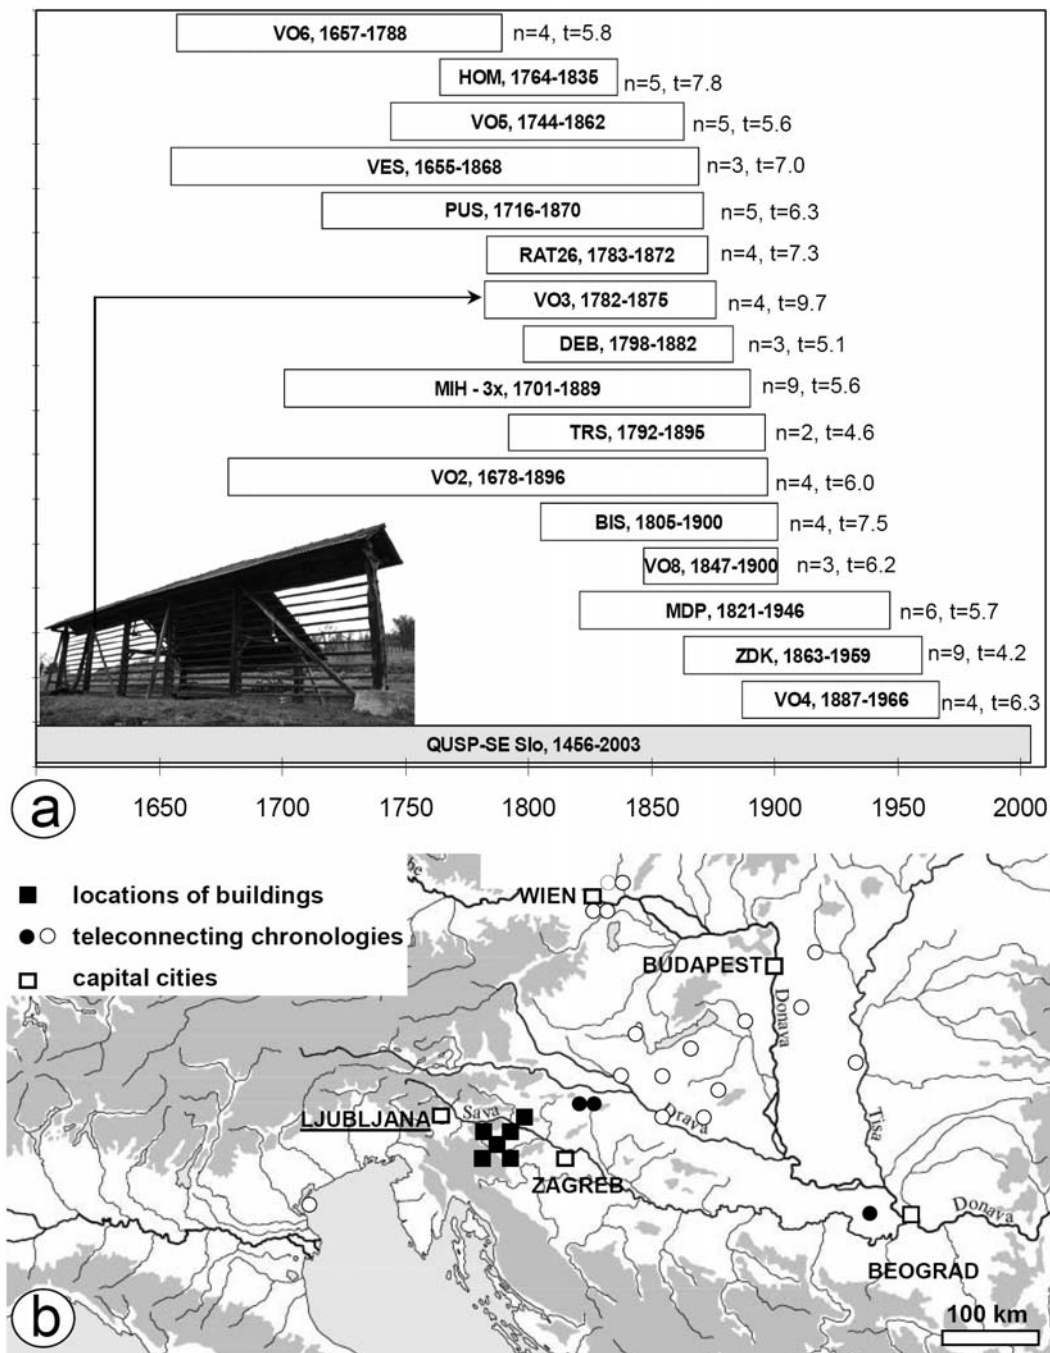 VO6, 1657-1788 n=4, t=5.8
HOM, 1764-1835 n=5, t=7.8
VO5, 1744-1862 n=5, t=5.6
VES, 1655-1868 n=3, t=7.0
PUS, 1716-1870 n=5, t=6.3
RAT26, 1783-1872 n=4, t=7.3
VO3, 1782-1875 n=4, t=9.7
DEB, 1798-1882 n=3, t=5.1
MIH - 3x, 1701-1889 n=9, t=5.6
TRS, 1792-1895 n=2, t=4.6
VO2, 1678-1896 n=4, t=6.0
BIS, 1805-1900 n=4, t=7.5
VO8, 1847-1900 n=3, t=6.2
MDP, 1821-1946 n=6, t=5.7
ZDK, 1863-1959 n=9, t=4.2
VO4, 1887-1966 n=4, t=6.3
QUSP-SE Slo, 1456-2003
a 1650 1700 1750 1800 1850 1900 1950 2000
locations of buildings
teleconnecting chronologies
capital cities
be
WIEN
BUDAPEST
Donava
LJUBLJANA
Sava
Drava
Tisa
ZAGREB
Donava
BEOGRAD
b
100 km